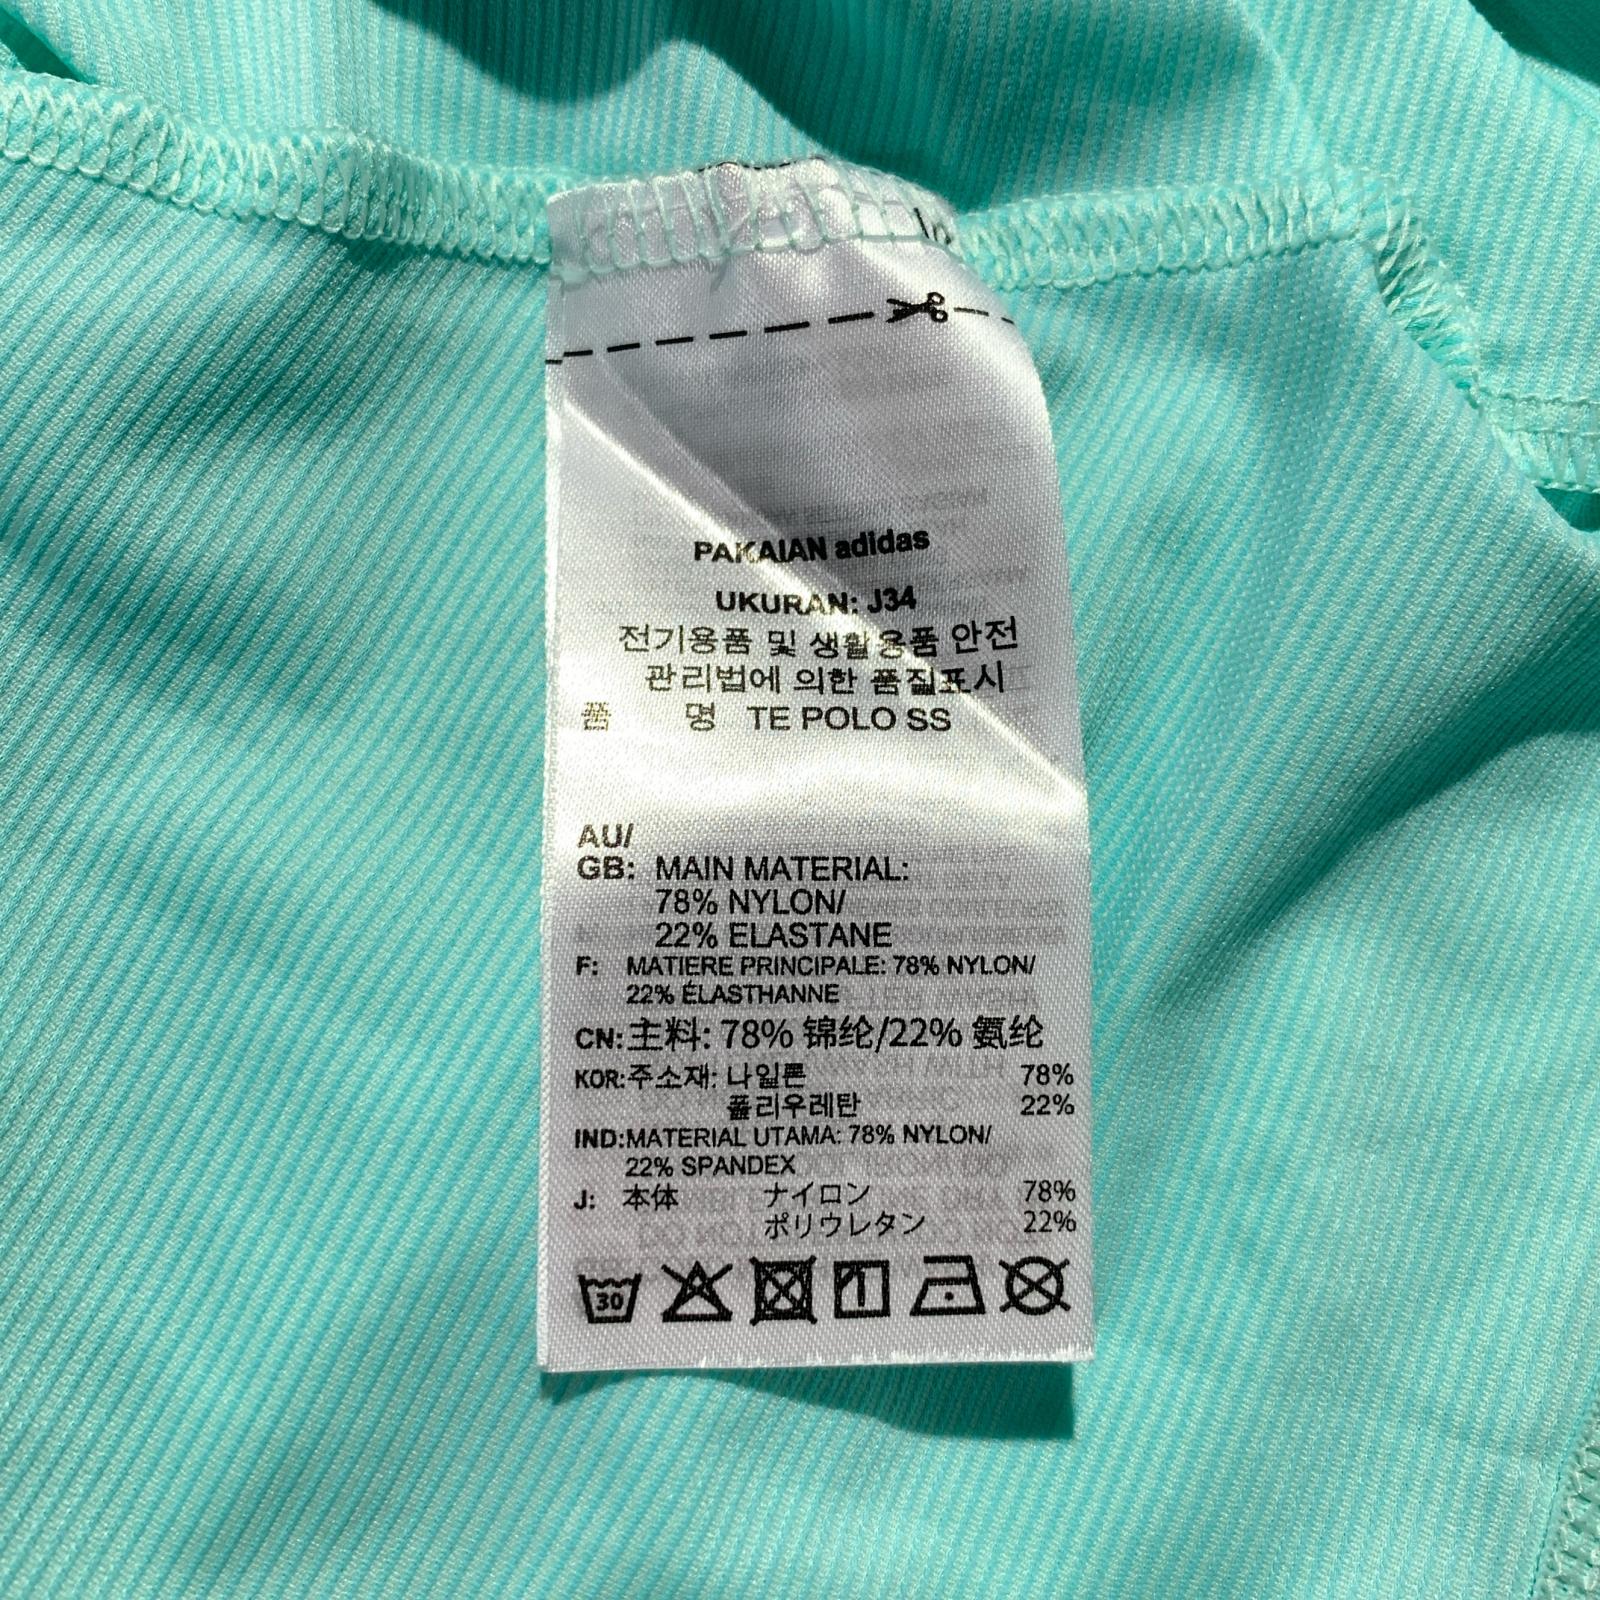 PAKAIAN adidas
UKURAN: J34
전기용품 및 생활용품 안전
관리법에 의한 품질표시
품 명 TE POLO SS
AU/
GB: MAIN MATERIAL:
78% NYLON/
22% ELASTANE
F: MATIERE PRINCIPALE: 78% NYLON/
22% ÉLASTHANNE
CN: 主料: 78% 锦纶/22% 氨纶
KOR: 주소재: 나일론 78%
폴리우레탄 22%
IND: MATERIAL UTAMA: 78% NYLON/
22% SPANDEX
J: 本体 ナイロン 78%
ポリウレタン 22%
30